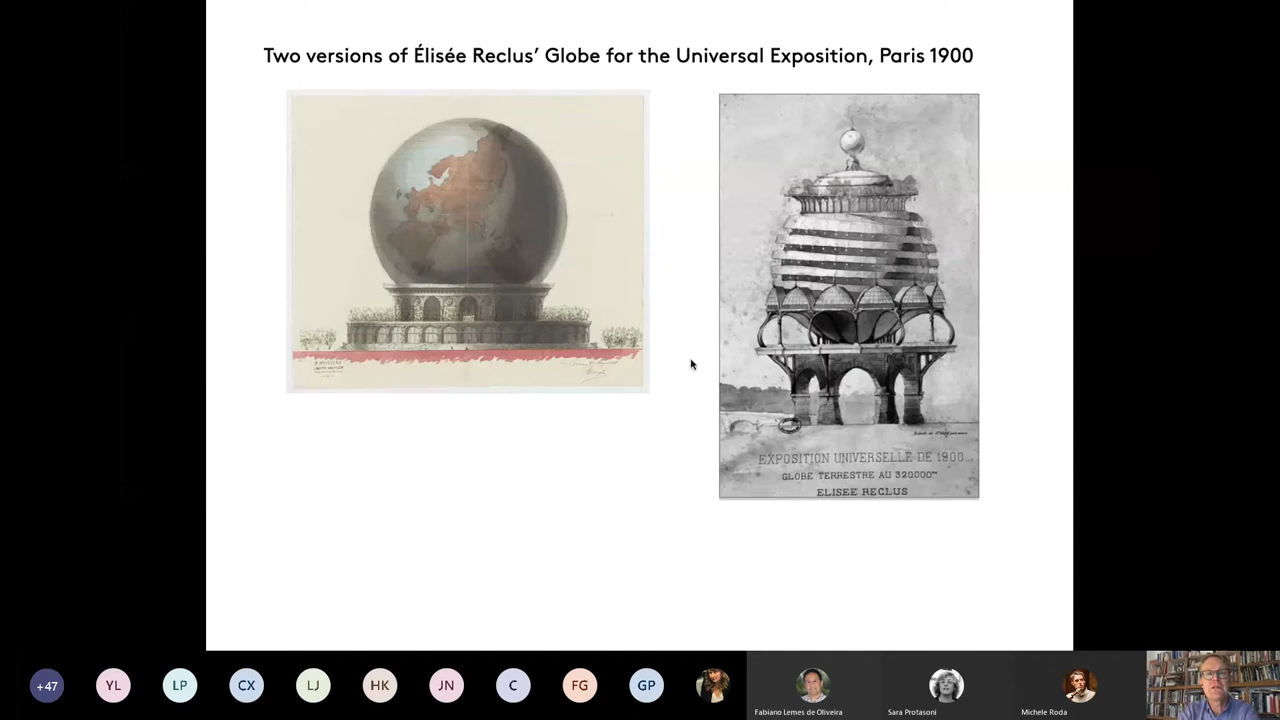 Two versions of Élisée Reclus’ Globe for the Universal Exposition, Paris 1900
EXPOSITION UNIVERSELLE DE 1900
GLOBE TERRESTRE AU 320.000
ELISEE RECLUS
+47
YL
LP
CX
LJ
HK
JN
C
FG
GP
Fabiano Lemes de Oliveira
Sara Protasoni
Michele Roda